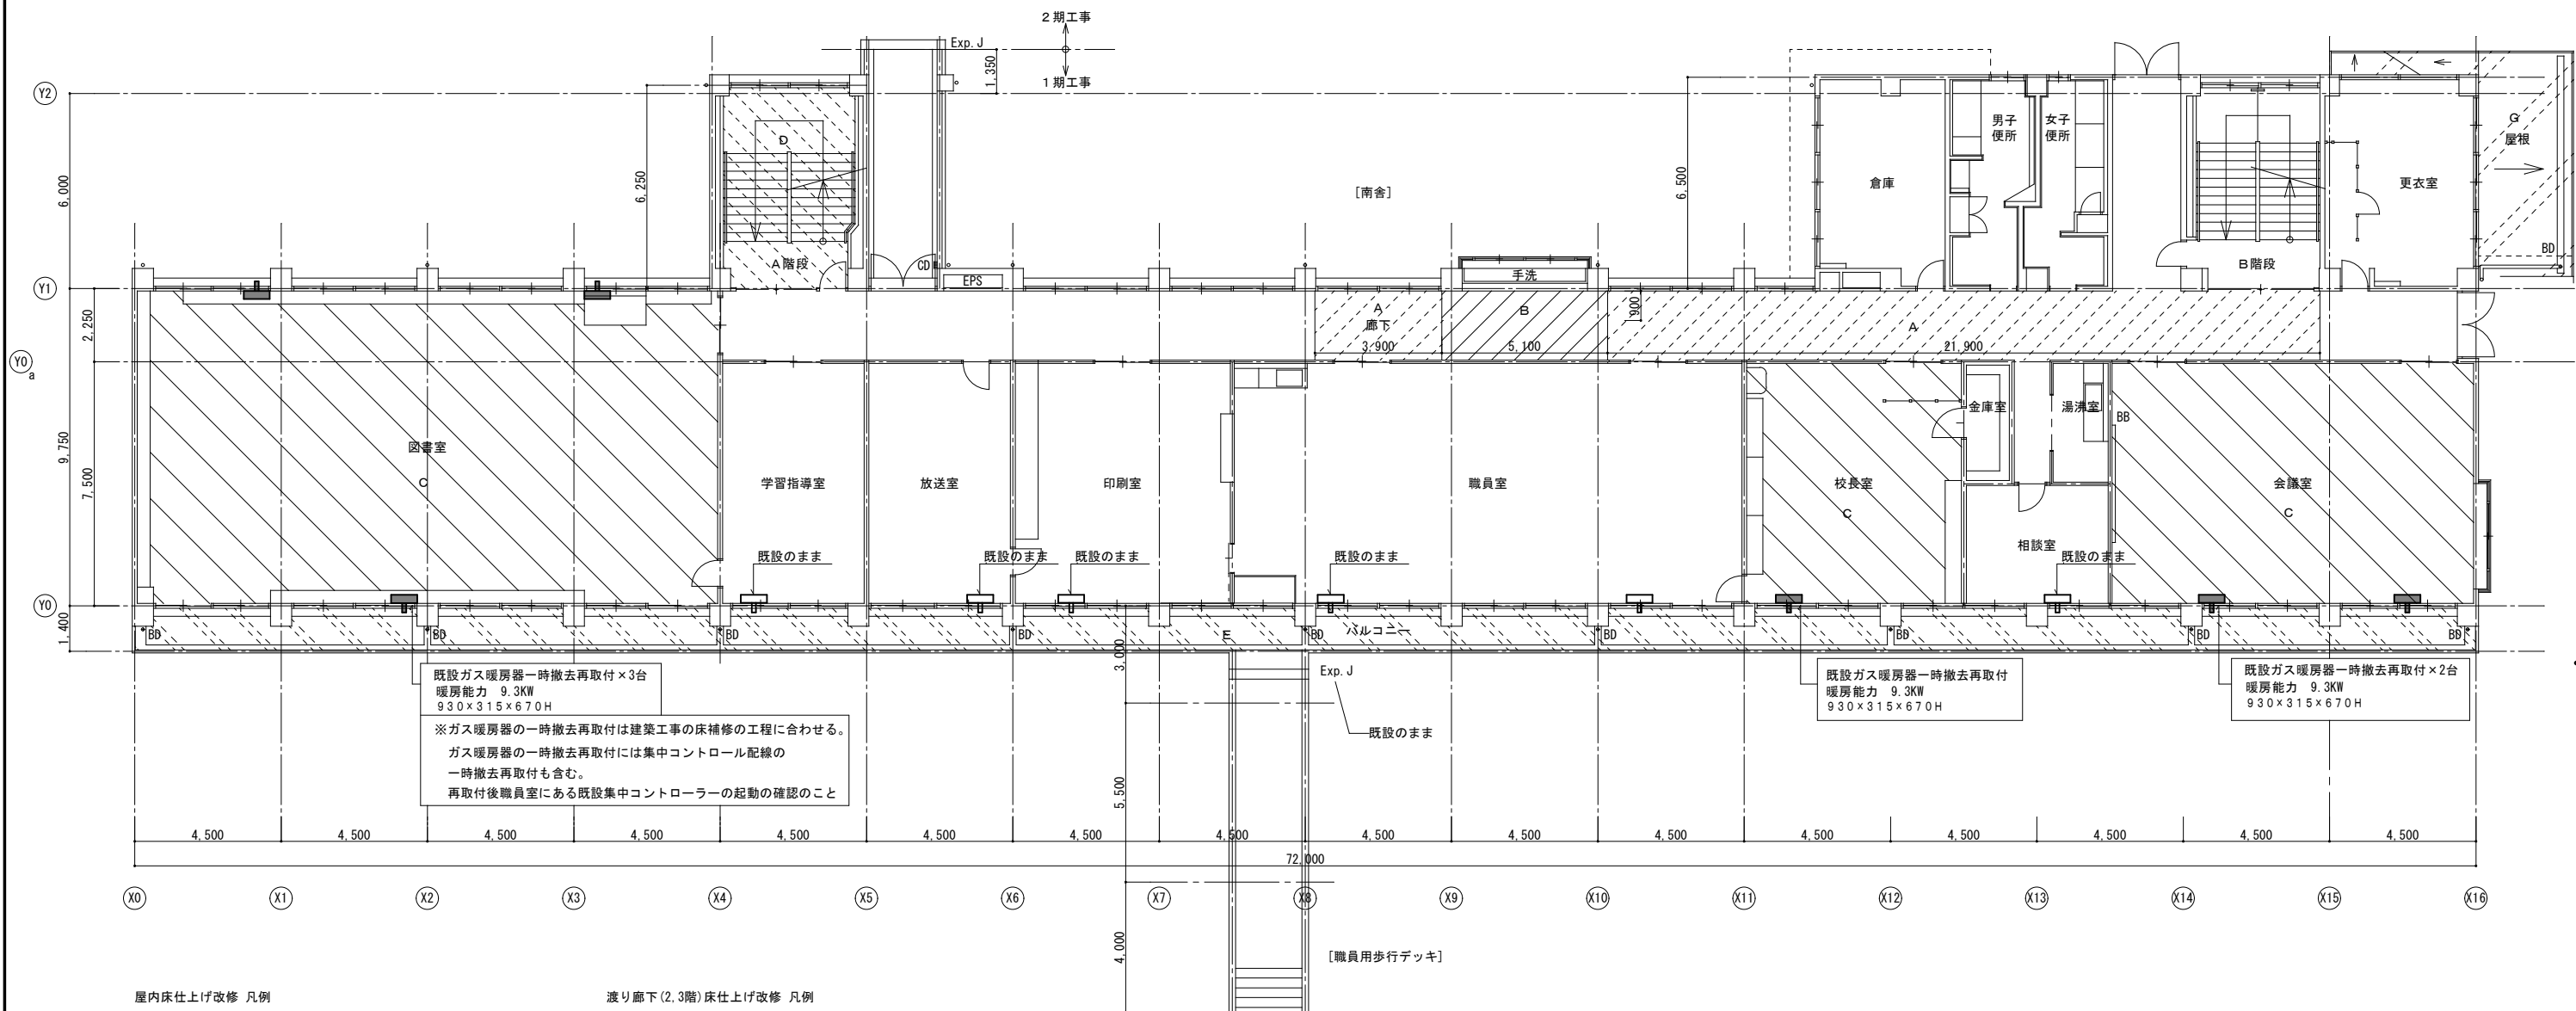 2期工事
Exp.J
1,350
1期工事
Y2
6,000
6,250
D
A階段
CD
EPS
[南舎]
6,500
手洗
倉庫
男子
便所
女子
便所
B階段
更衣室
G
屋根
BD
Y1
2,250
A
廊下
3,900
B
5,100
900
A
21,900
Y0
a
9,750
7,500
図書室
C
学習指導室
放送室
印刷室
職員室
校長室
C
金庫室
湯沸室
BB
相談室
会議室
C
既設のまま
既設のまま
既設のまま
既設のまま
既設のまま
Y0
1,400
BD
BD
BD
BD
E
BD
バルコニー
BD
BD
BD
BD
3,000
既設ガス暖房器一時撤去再取付×3台
暖房能力 9.3KW
930×315×670H
※ガス暖房器の一時撤去再取付は建築工事の床補修の工程に合わせる。
ガス暖房器の一時撤去再取付には集中コントロール配線の
一時撤去再取付も含む。
再取付後職員室にある既設集中コントローラーの起動の確認のこと
Exp.J
既設のまま
既設ガス暖房器一時撤去再取付
暖房能力 9.3KW
930×315×670H
既設ガス暖房器一時撤去再取付×2台
暖房能力 9.3KW
930×315×670H
5,500
4,500 4,500 4,500 4,500 4,500 4,500 4,500 4,500 4,500 4,500 4,500 4,500 4,500 4,500 4,500 4,500
72,000
X0 X1 X2 X3 X4 X5 X6 X7 X8 X9 X10 X11 X12 X13 X14 X15 X16
4,000
[職員用歩行デッキ]
屋内床仕上げ改修 凡例
渡り廊下(2,3階)床仕上げ改修 凡例